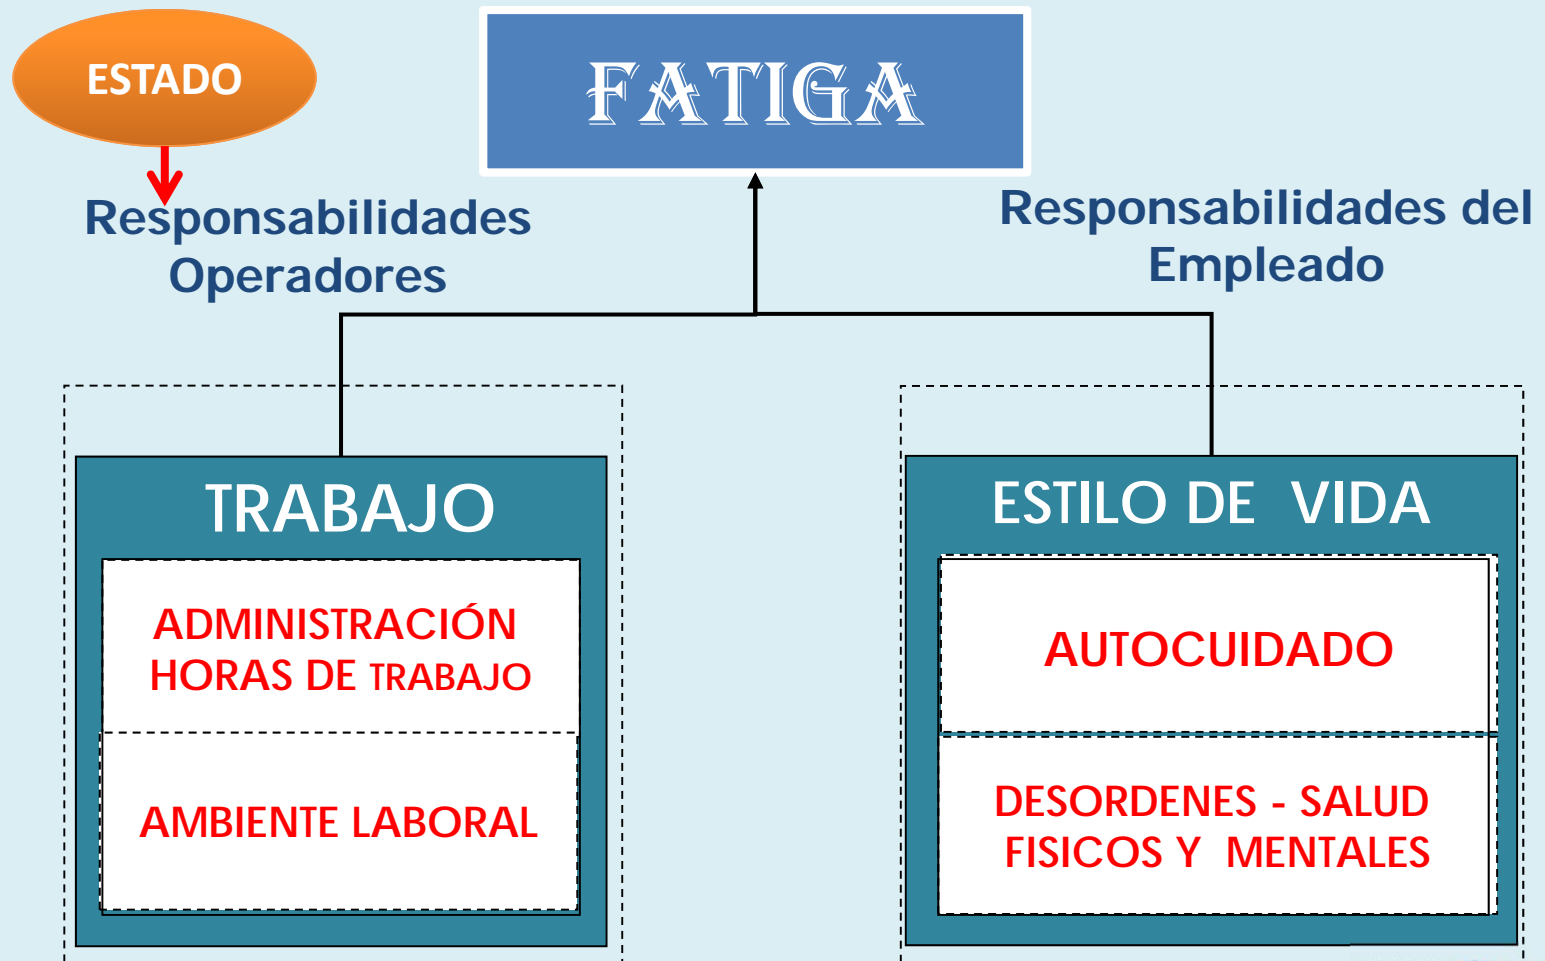 ESTADO
FATIGA
Responsabilidades
Operadores
Responsabilidades del
Empleado
TRABAJO
ADMINISTRACIÓN
HORAS DE TRABAJO
AMBIENTE LABORAL
ESTILO DE VIDA
AUTOCUIDADO
DESORDENES - SALUD
FISICOS Y MENTALES